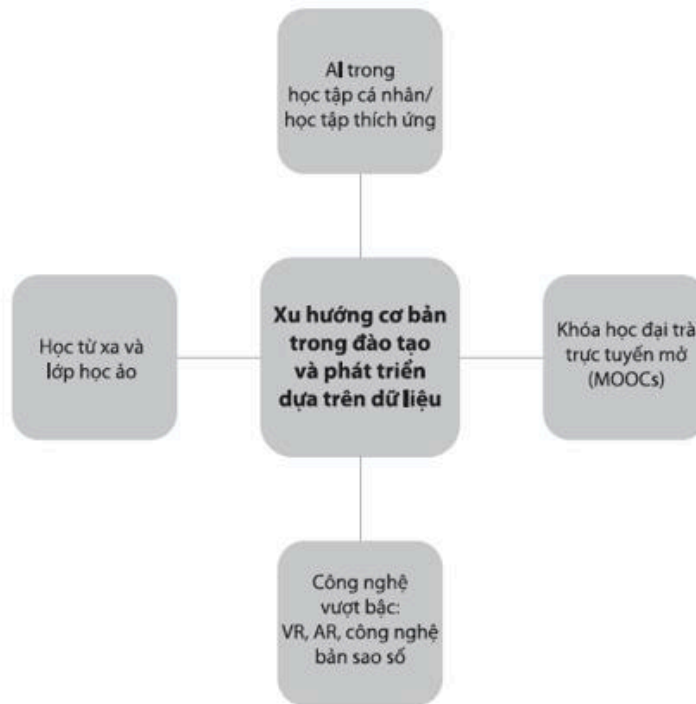 AI trong
học tập cá nhân/
học tập thích ứng
Học từ xa và
lớp học ảo
Xu hướng cơ bản
trong đào tạo
và phát triển
dựa trên dữ liệu
Khóa học đại trà
trực tuyến mở
(MOOCs)
Công nghệ
vượt bậc:
VR, AR, công nghệ
bản sao số